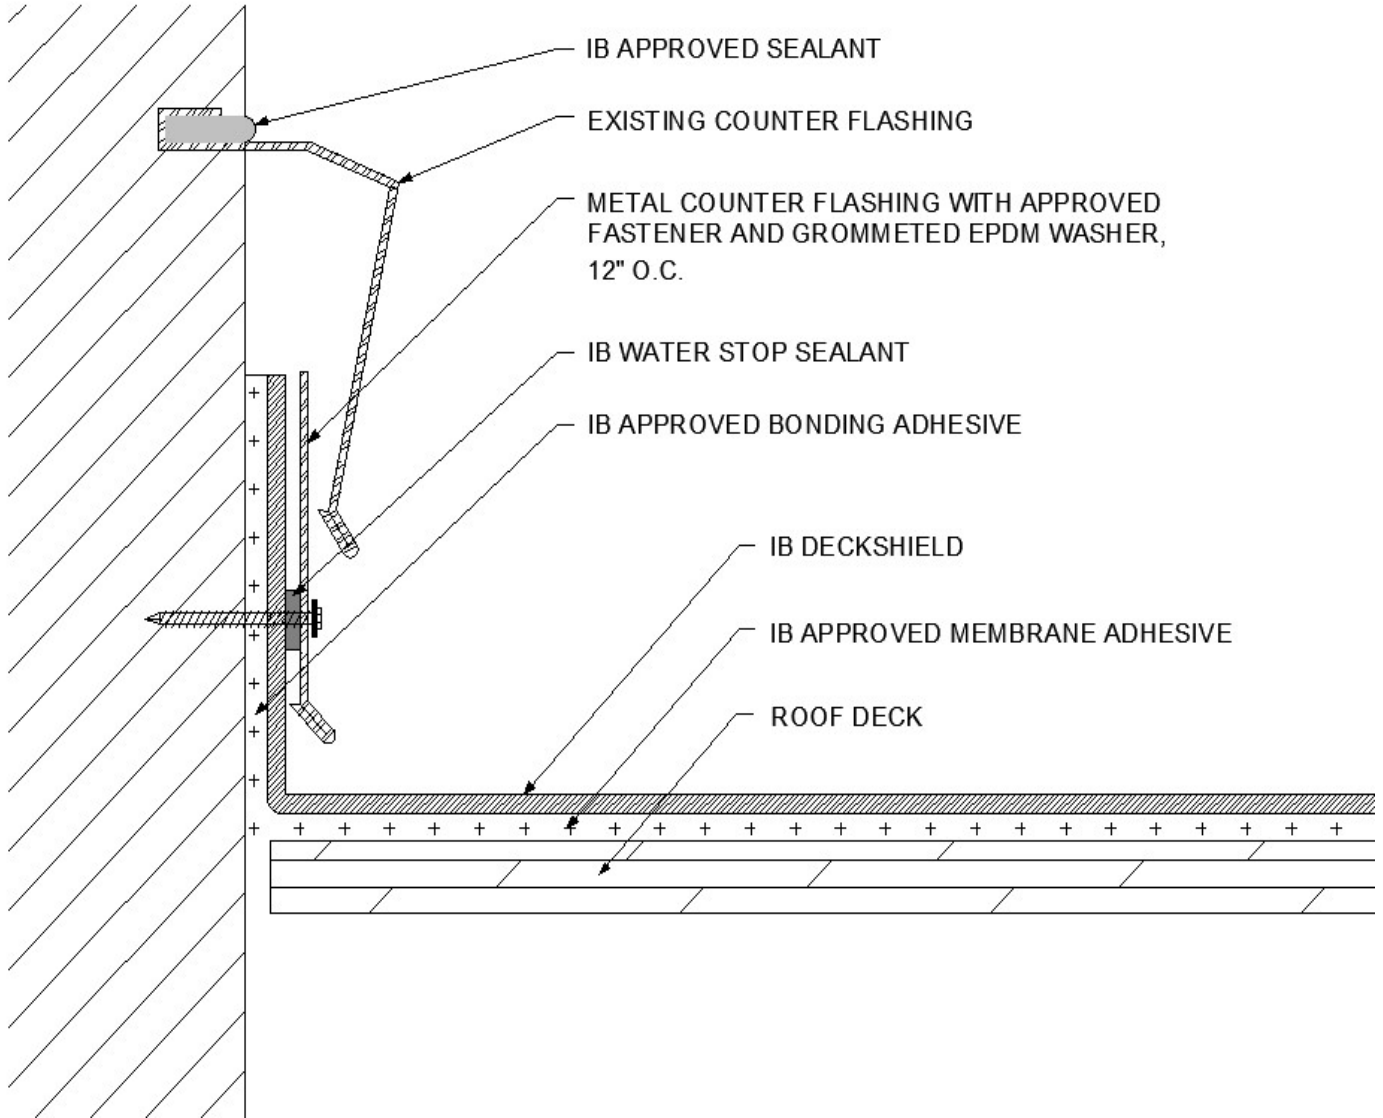 IB APPROVED SEALANT
EXISTING COUNTER FLASHING
METAL COUNTER FLASHING WITH APPROVED
FASTENER AND GROMMETED EPDM WASHER,
12" O.C.
IB WATER STOP SEALANT
IB APPROVED BONDING ADHESIVE
IB DECKSHIELD
IB APPROVED MEMBRANE ADHESIVE
ROOF DECK